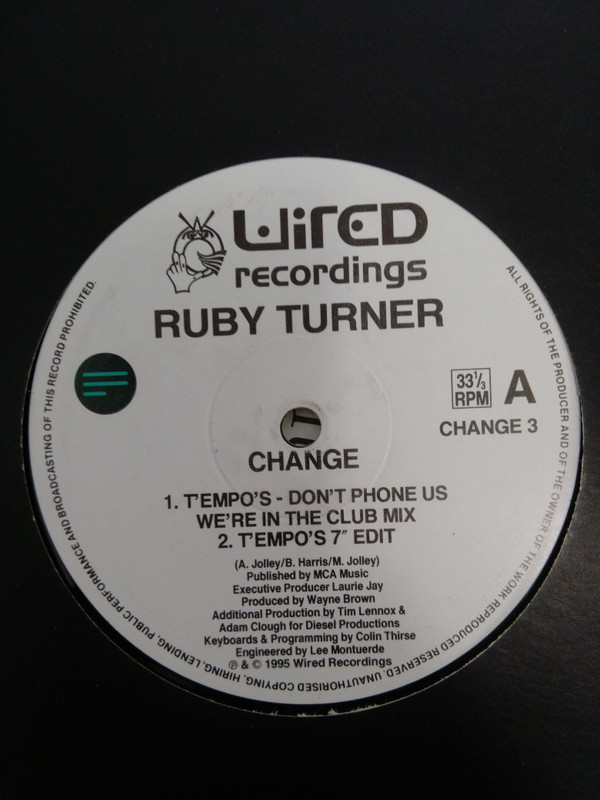 WiRED
recordings
RUBY TURNER
33⅓
RPM
A
CHANGE 3
CHANGE
1. T'EMPO'S - DON'T PHONE US
WE'RE IN THE CLUB MIX
2. T'EMPO'S 7" EDIT
(A. Jolley/B. Harris/M. Jolley)
Published by MCA Music
Executive Producer Laurie Jay
Produced by Wayne Brown
Additional Production by Tim Lennox &
Adam Clough for Diesel Productions
Keyboards & Programming by Colin Thirse
Engineered by Lee Montuerde
℗ & © 1995 Wired Recordings
ALL RIGHTS OF THE PRODUCER AND OF THE OWNER OF THE WORK REPRODUCED RESERVED. UNAUTHORISED COPYING, HIRING, LENDING, PUBLIC PERFORMANCE AND BROADCASTING OF THIS RECORD PROHIBITED.